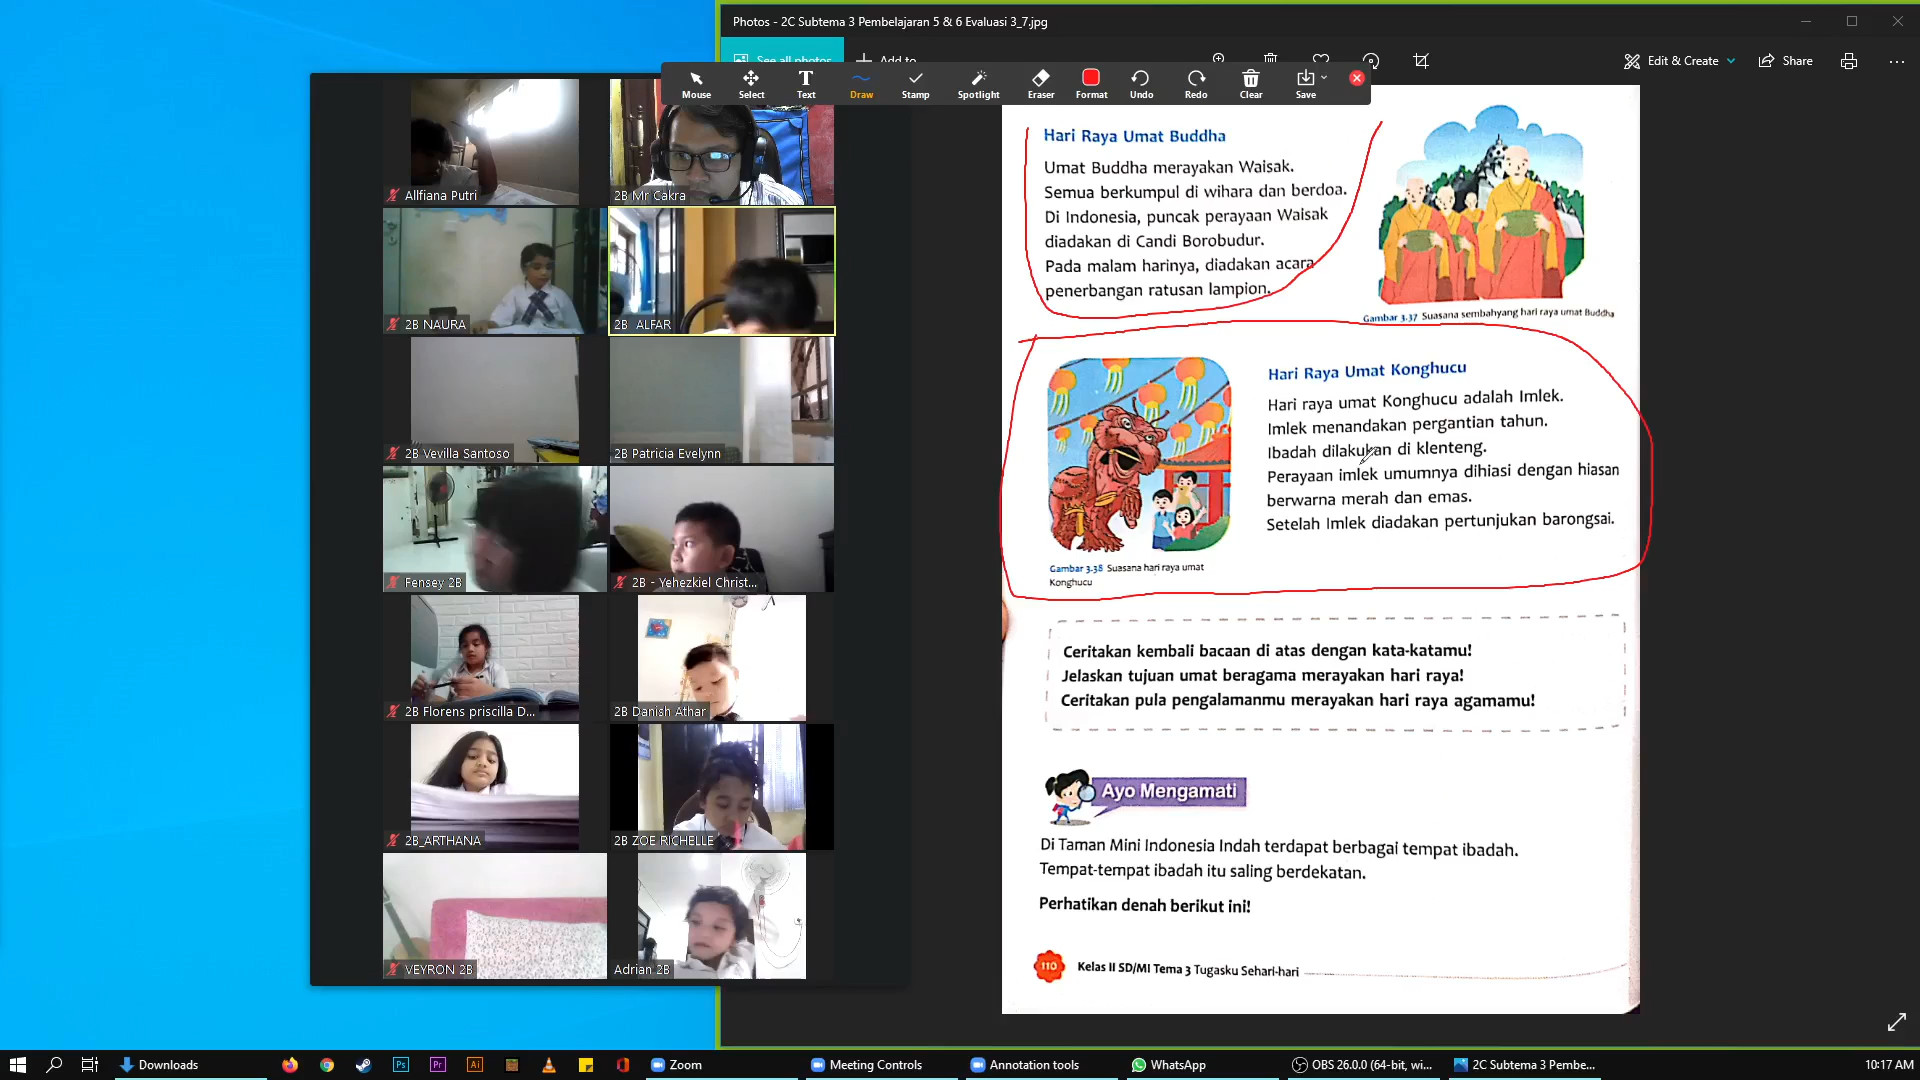 Photos - 2C Subtema 3 Pembelajaran 5 & 6 Evaluasi 3_7.jpg
See all photos
Add to
Edit & Create
Share
Mouse
Select
Text
Draw
Stamp
Spotlight
Eraser
Format
Undo
Redo
Clear
Save
Allfiana Putri
2B Mr Cakra
2B NAURA
2B ALFAR
2B Vevilla Santoso
2B Patricia Evelynn
Fensey 2B
2B - Yehezkiel Christ...
2B Florens priscilla D...
2B Danish Athar
2B_ARTHANA
2B ZOE RICHELLE
VEYRON 2B
Adrian 2B
Hari Raya Umat Buddha
Umat Buddha merayakan Waisak.
Semua berkumpul di wihara dan berdoa.
Di Indonesia, puncak perayaan Waisak
diadakan di Candi Borobudur.
Pada malam harinya, diadakan acara
penerbangan ratusan lampion.
Gambar 3.37 Suasana sembahyang hari raya umat Buddha
Hari Raya Umat Konghucu
Hari raya umat Konghucu adalah Imlek.
Imlek menandakan pergantian tahun.
Ibadah dilakukan di klenteng.
Perayaan imlek umumnya dihiasi dengan hiasan
berwarna merah dan emas.
Setelah Imlek diadakan pertunjukan barongsai.
Gambar 3.38 Suasana hari raya umat
Konghucu
Ceritakan kembali bacaan di atas dengan kata-katamu!
Jelaskan tujuan umat beragama merayakan hari raya!
Ceritakan pula pengalamanmu merayakan hari raya agamamu!
Ayo Mengamati
Di Taman Mini Indonesia Indah terdapat berbagai tempat ibadah.
Tempat-tempat ibadah itu saling berdekatan.
Perhatikan denah berikut ini!
110 Kelas II SD/MI Tema 3 Tugasku Sehari-hari
Downloads
Ps
Pr
Ai
Zoom
Meeting Controls
Annotation tools
WhatsApp
OBS 26.0.0 (64-bit, wi...
2C Subtema 3 Pembe...
10:17 AM